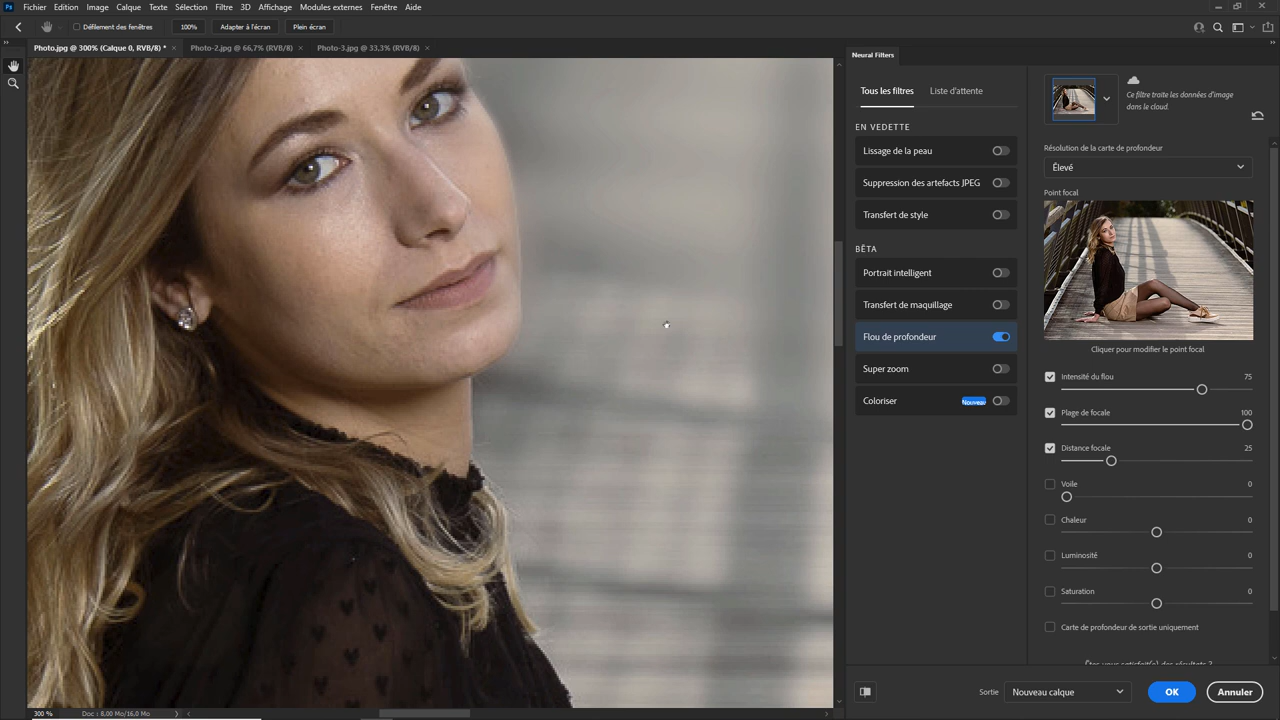 Ps Fichier Edition Image Calque Texte Sélection Filtre 3D Affichage Modules externes Fenêtre Aide
Défilement des fenêtres 100% Adapter à l'écran Plein écran
Photo.jpg @ 300% (Calque 0, RVB/8) * × Photo-2.jpg @ 66,7% (RVB/8) × Photo-3.jpg @ 33,3% (RVB/8) ×
Neural Filters
Tous les filtres Liste d'attente
EN VEDETTE
Lissage de la peau
Suppression des artefacts JPEG
Transfert de style
BÊTA
Portrait intelligent
Transfert de maquillage
Flou de profondeur
Super zoom
Coloriser Nouveau
Ce filtre traite les données d'image
dans le cloud.
Résolution de la carte de profondeur
Élevé
Point focal
Cliquer pour modifier le point focal
Intensité du flou 75
Plage de focale 100
Distance focale 25
Voile 0
Chaleur 0
Luminosité 0
Saturation 0
Carte de profondeur de sortie uniquement
Êtes-vous satisfait(e) des résultats ?
Sortie Nouveau calque OK Annuler
300 % Doc : 8,00 Mo/16,0 Mo